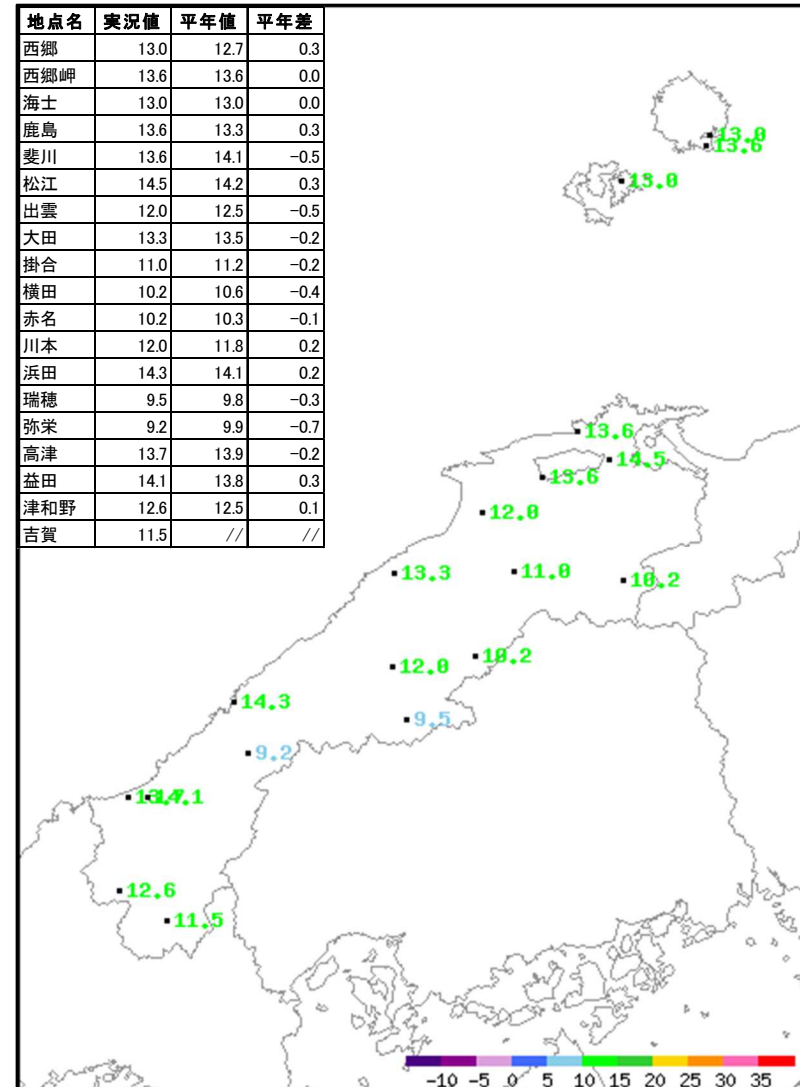 地点名 実況値 平年値 平年差
西郷 13.0 12.7 0.3
西郷岬 13.6 13.6 0.0
海士 13.0 13.0 0.0
鹿島 13.6 13.3 0.3
斐川 13.6 14.1 −0.5
松江 14.5 14.2 0.3
出雲 12.0 12.5 −0.5
大田 13.3 13.5 −0.2
掛合 11.0 11.2 −0.2
横田 10.2 10.6 −0.4
赤名 10.2 10.3 −0.1
川本 12.0 11.8 0.2
浜田 14.3 14.1 0.2
瑞穂 9.5 9.8 −0.3
弥栄 9.2 9.9 −0.7
高津 13.7 13.9 −0.2
益田 14.1 13.8 0.3
津和野 12.6 12.5 0.1
吉賀 11.5 // //
13.0
13.6
13.0
13.6
14.5
13.6
12.0
13.3 11.0 10.2
12.0 10.2
14.3
9.5
9.2
13.7 14.1
12.6
11.5
-10 -5 0 5 10 15 20 25 30 35